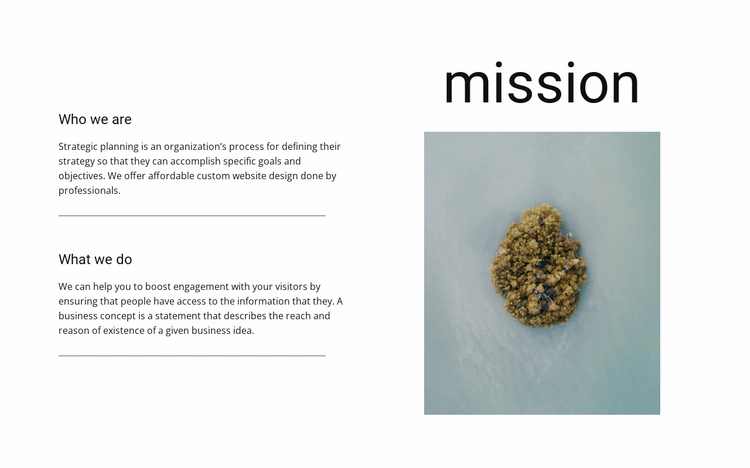 mission
Who we are
Strategic planning is an organization's process for defining their
strategy so that they can accomplish specific goals and
objectives. We offer affordable custom website design done by
professionals.
What we do
We can help you to boost engagement with your visitors by
ensuring that people have access to the information that they. A
business concept is a statement that describes the reach and
reason of existence of a given business idea.